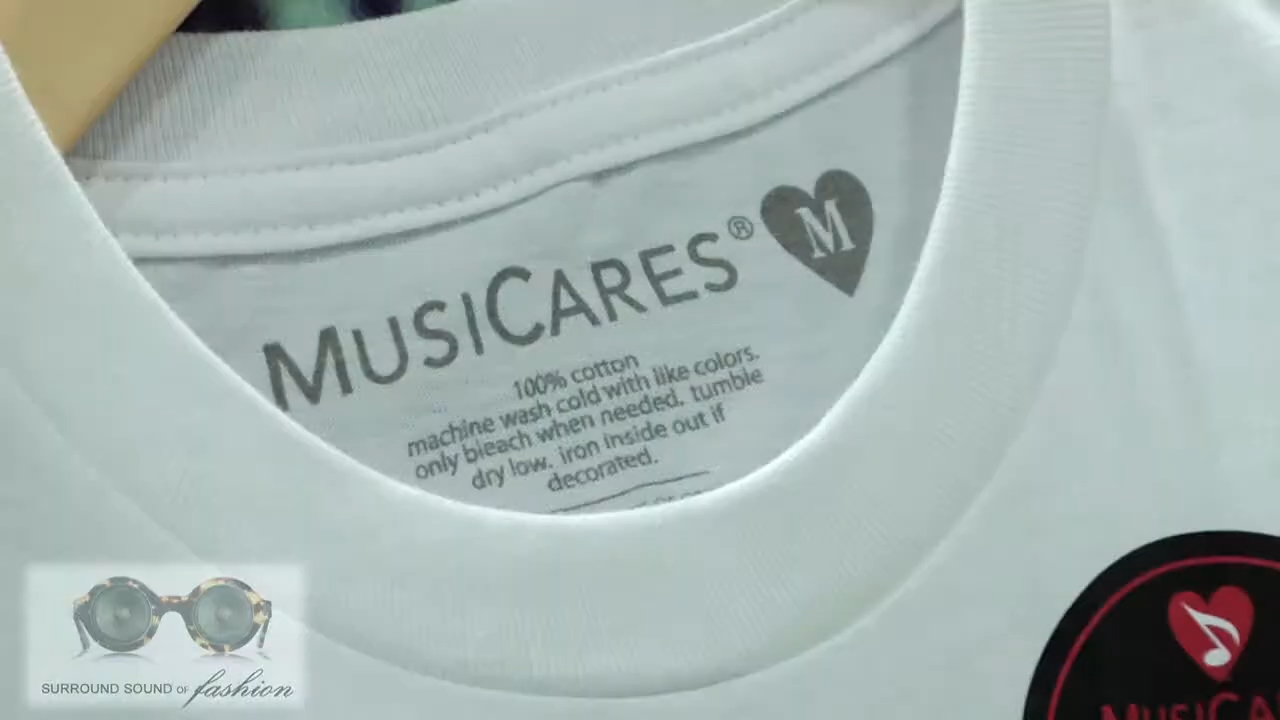 MUSICARES® M
100% cotton
machine wash cold with like colors.
only bleach when needed. tumble
dry low. iron inside out if
decorated.
SURROUND SOUND OF fashion